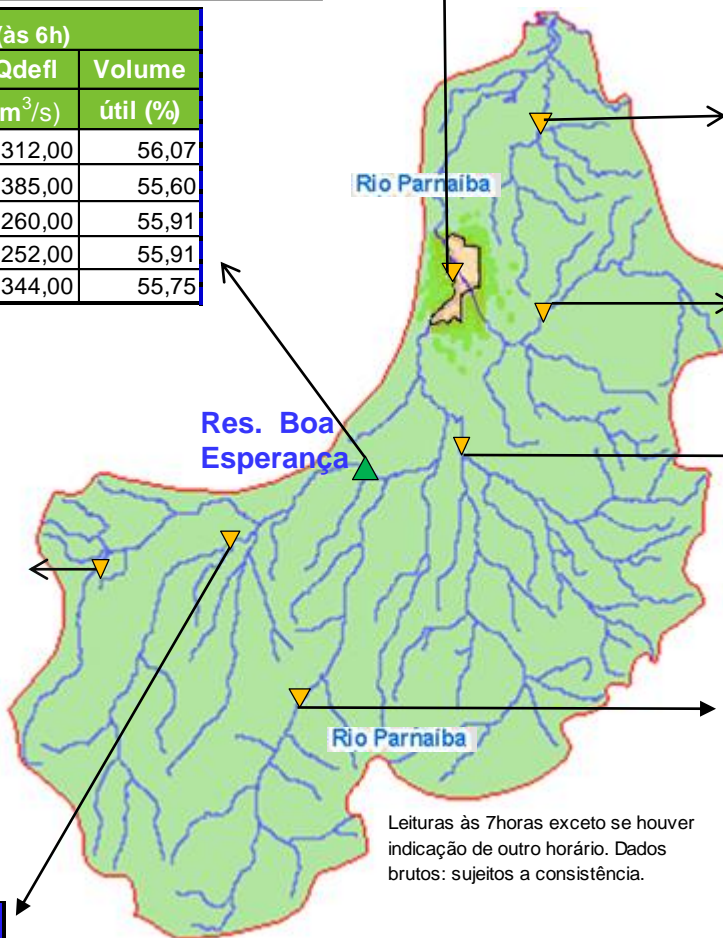 (às 6h)
Qdefl Volume
m³/s) útil (%)
312,00 56,07
385,00 55,60
260,00 55,91
252,00 55,91
344,00 55,75
Rio Parnaíba
Res. Boa
Esperança
Rio Parnaíba
Leituras às 7horas exceto se houver
indicação de outro horário. Dados
brutos: sujeitos a consistência.